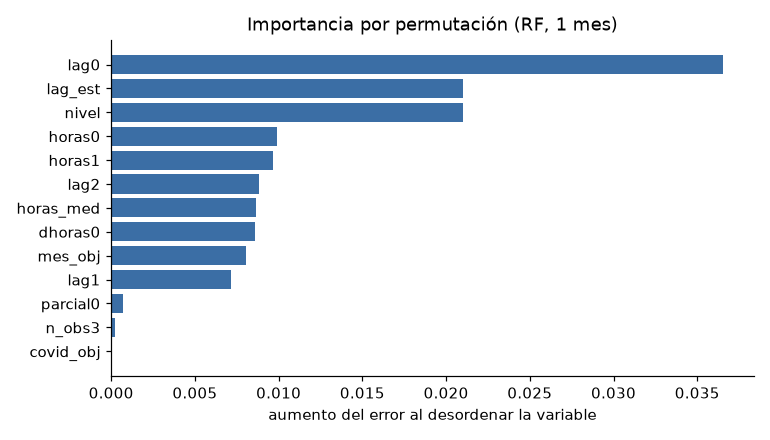 Importancia por permutación (RF, 1 mes)
lag0
lag_est
nivel
horas0
horas1
lag2
horas_med
dhoras0
mes_obj
lag1
parcial0
n_obs3
covid_obj
0.000 0.005 0.010 0.015 0.020 0.025 0.030 0.035
aumento del error al desordenar la variable